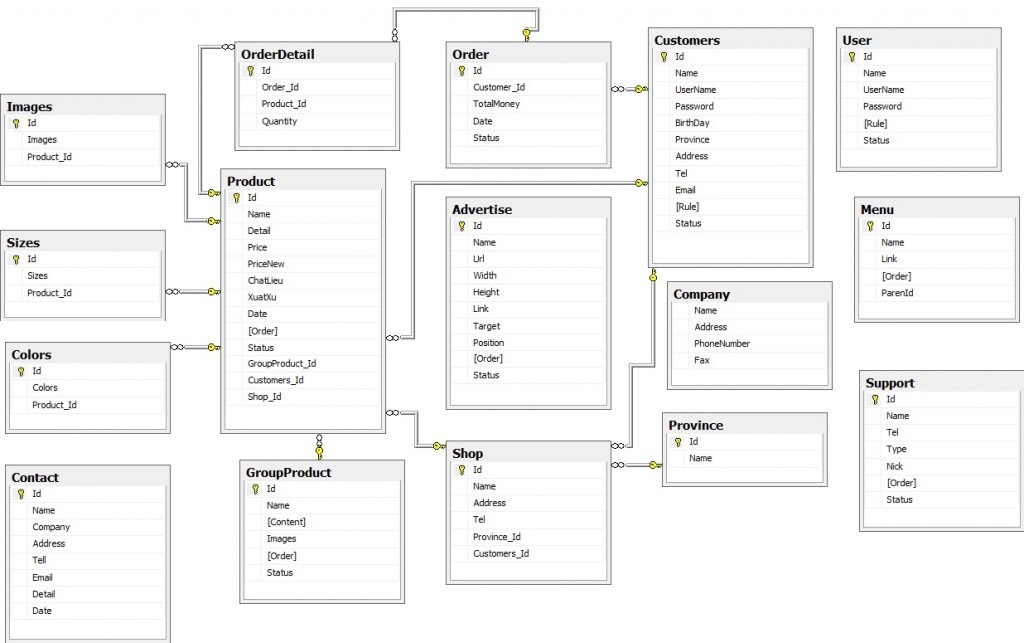 OrderDetail
Id
Order_Id
Product_Id
Quantity
Order
Id
Customer_Id
TotalMoney
Date
Status
Customers
Id
Name
UserName
Password
BirthDay
Province
Address
Tel
Email
[Rule]
Status
User
Id
Name
UserName
Password
[Rule]
Status
Images
Id
Images
Product_Id
Product
Id
Name
Detail
Price
PriceNew
ChatLieu
XuatXu
Date
[Order]
Status
GroupProduct_Id
Customers_Id
Shop_Id
Advertise
Id
Name
Url
Width
Height
Link
Target
Position
[Order]
Status
Menu
Id
Name
Link
[Order]
ParenId
Sizes
Id
Sizes
Product_Id
Company
Name
Address
PhoneNumber
Fax
Colors
Id
Colors
Product_Id
Support
Id
Name
Tel
Type
Nick
[Order]
Status
Province
Id
Name
Shop
Id
Name
Address
Tel
Province_Id
Customers_Id
GroupProduct
Id
Name
[Content]
Images
[Order]
Status
Contact
Id
Name
Company
Address
Tell
Email
Detail
Date